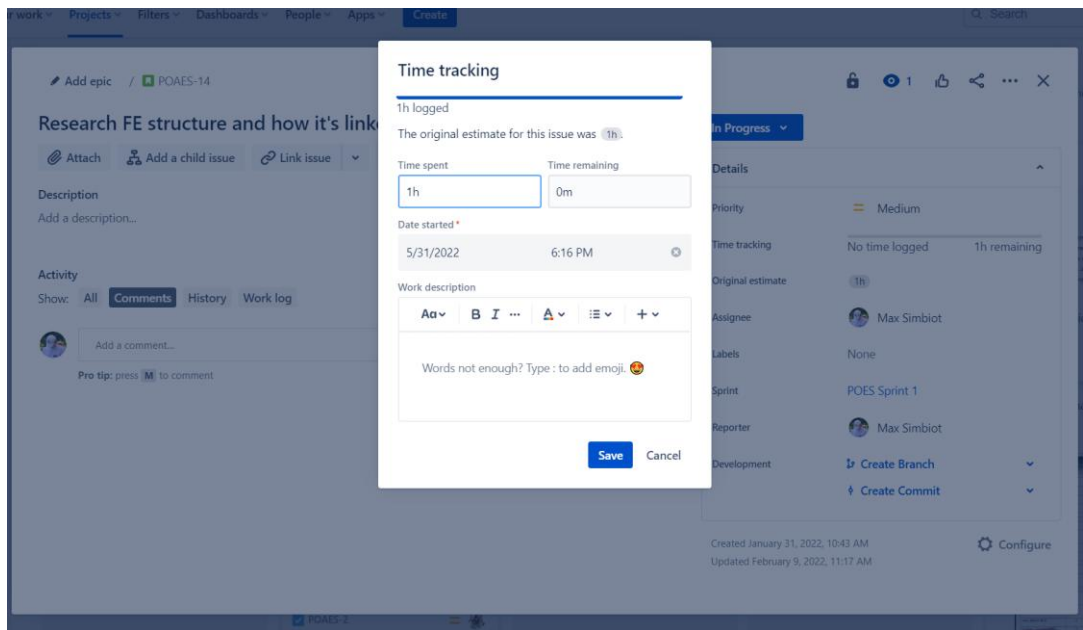 r work Projects Filters Dashboards People Apps Create Search
Add epic / POAES-14
1
Research FE structure and how it's link
In Progress
Attach Add a child issue Link issue
Description
Add a description...
Activity
Show: All Comments History Work log
Add a comment...
Pro tip: press M to comment
Time tracking
1h logged
The original estimate for this issue was 1h.
Time spent Time remaining
1h 0m
Date started *
5/31/2022 6:16 PM
Work description
Aa B I ... A
Words not enough? Type : to add emoji.
Save Cancel
Details
Priority Medium
Time tracking No time logged 1h remaining
Original estimate 1h
Assignee Max Simbiot
Labels None
Sprint POES Sprint 1
Reporter Max Simbiot
Development Create Branch
Create Commit
Created January 31, 2022, 10:43 AM
Updated February 9, 2022, 11:17 AM
Configure
POAES-2